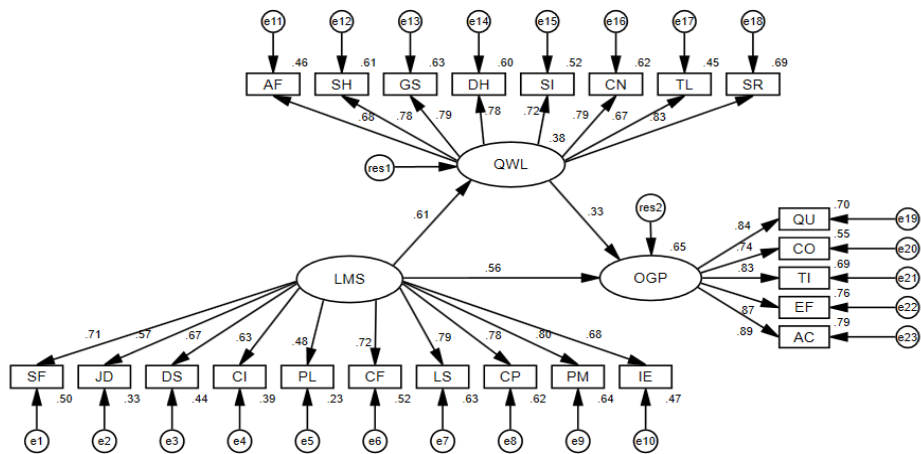 e11 e12 e13 e14 e15 e16 e17 e18
.46 .61 .63 .60 .52 .62 .45 .69
AF SH GS DH SI CN TL SR
.68 .78 .79 .78 .72 .79 .67 .83
.38
QWL
res1
.61 .33
res2
.65
LMS
.56
OGP
.84 QU .70 e19
.74 CO .55 e20
.83 TI .69 e21
.87 EF .76 e22
.89 AC .79 e23
.71 .57 .67 .63 .48 .72 .79 .78 .80 .68
SF JD DS CI PL CF LS CP PM IE
.50 .33 .44 .39 .23 .52 .63 .62 .64 .47
e1 e2 e3 e4 e5 e6 e7 e8 e9 e10